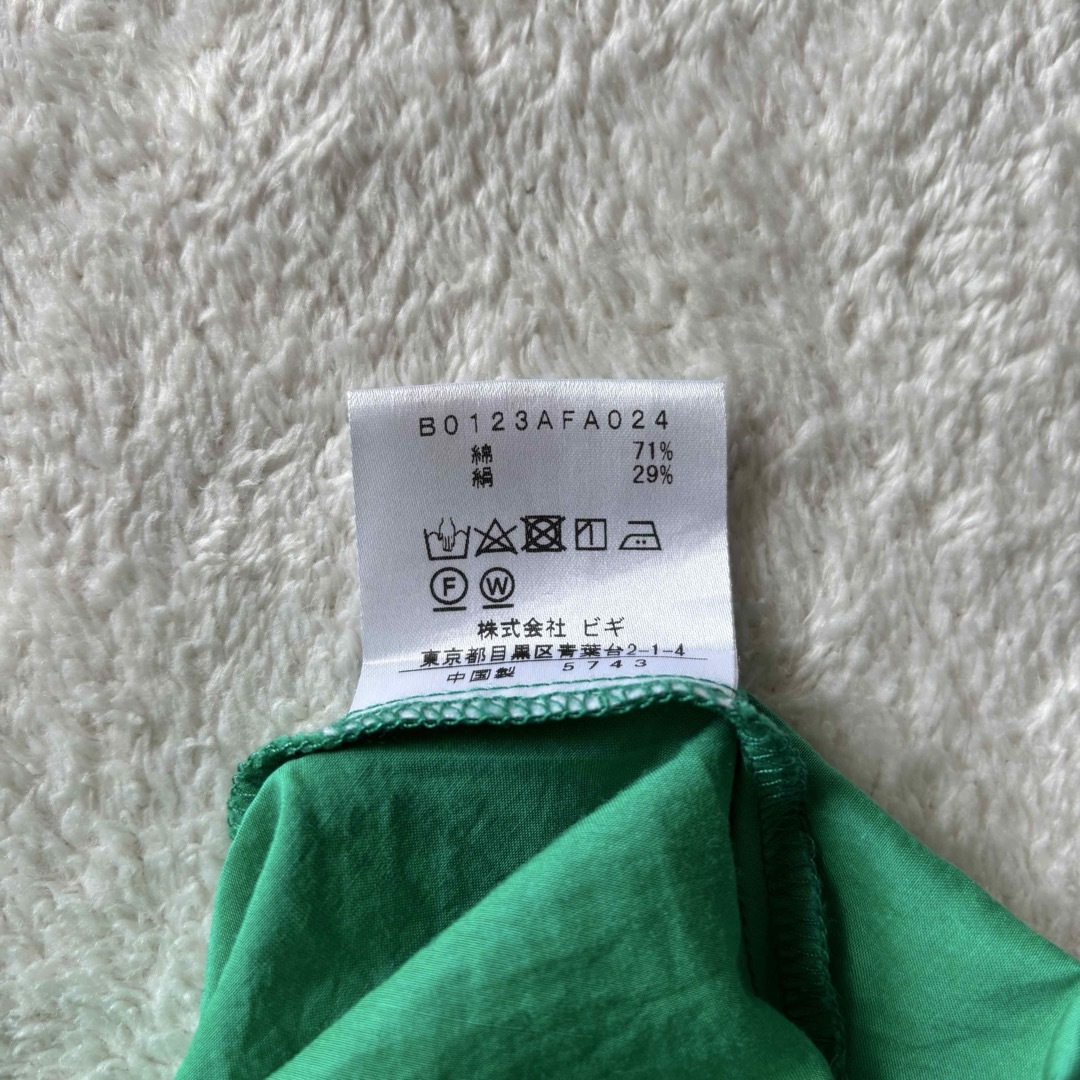 B0123AFA024
綿 71%
絹 29%
F W
株式会社 ビギ
東京都目黒区青葉台2-1-4
中国製 5743